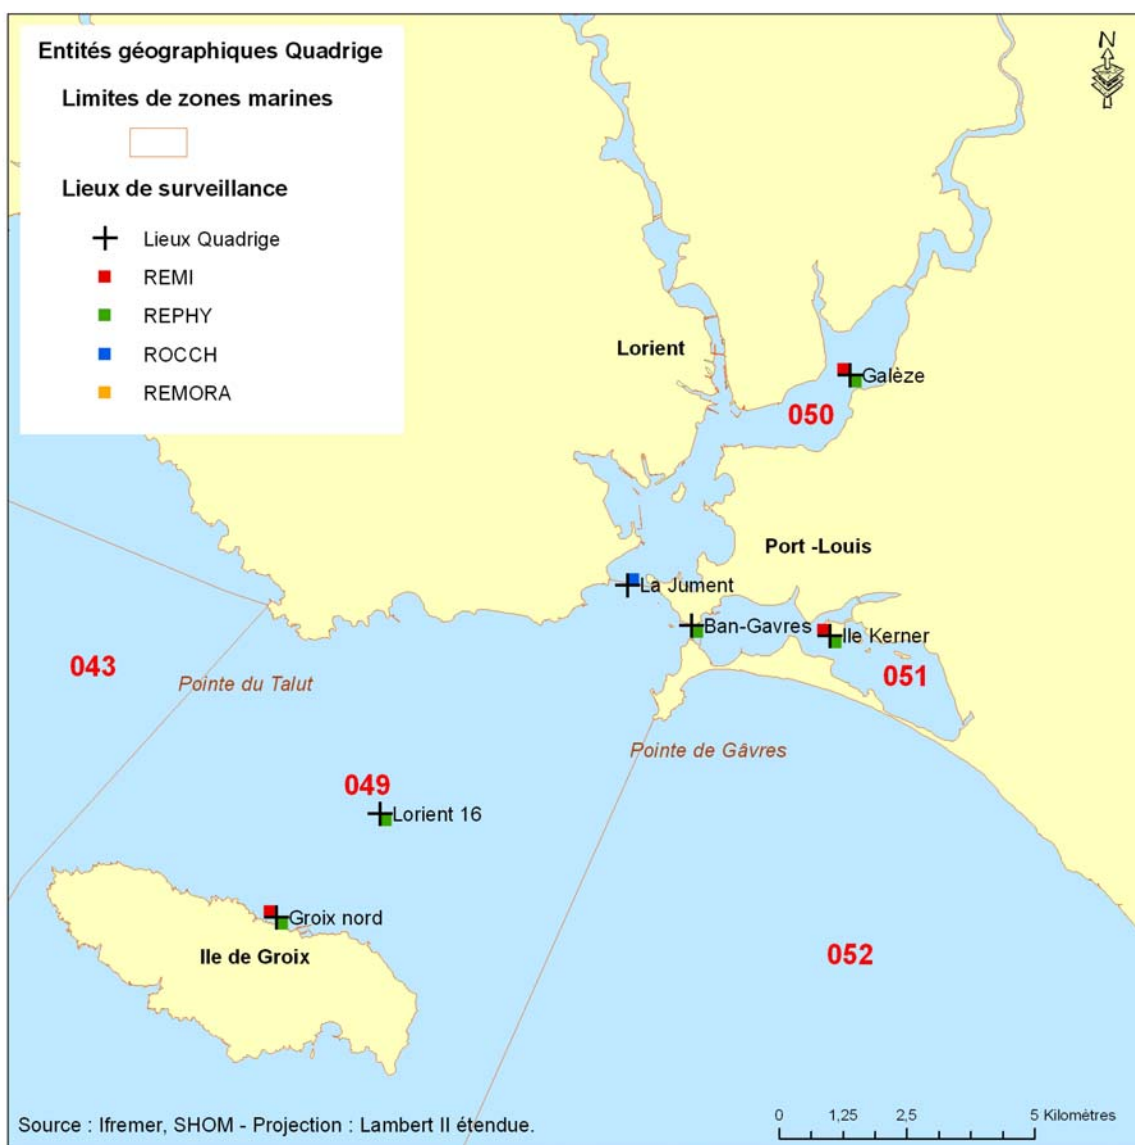 Entités géographiques Quadrige
Limites de zones marines
Lieux de surveillance
Lieux Quadrige
REMI
REPHY
ROCCH
REMORA
N
Lorient
Galèze
050
Port -Louis
La Jument
Ban-Gavres
Ile Kerner
043
051
Pointe du Talut
Pointe de Gâvres
049
Lorient 16
Groix nord
Ile de Groix
052
Source : Ifremer, SHOM - Projection : Lambert II étendue.
0 1,25 2,5 5 Kilomètres